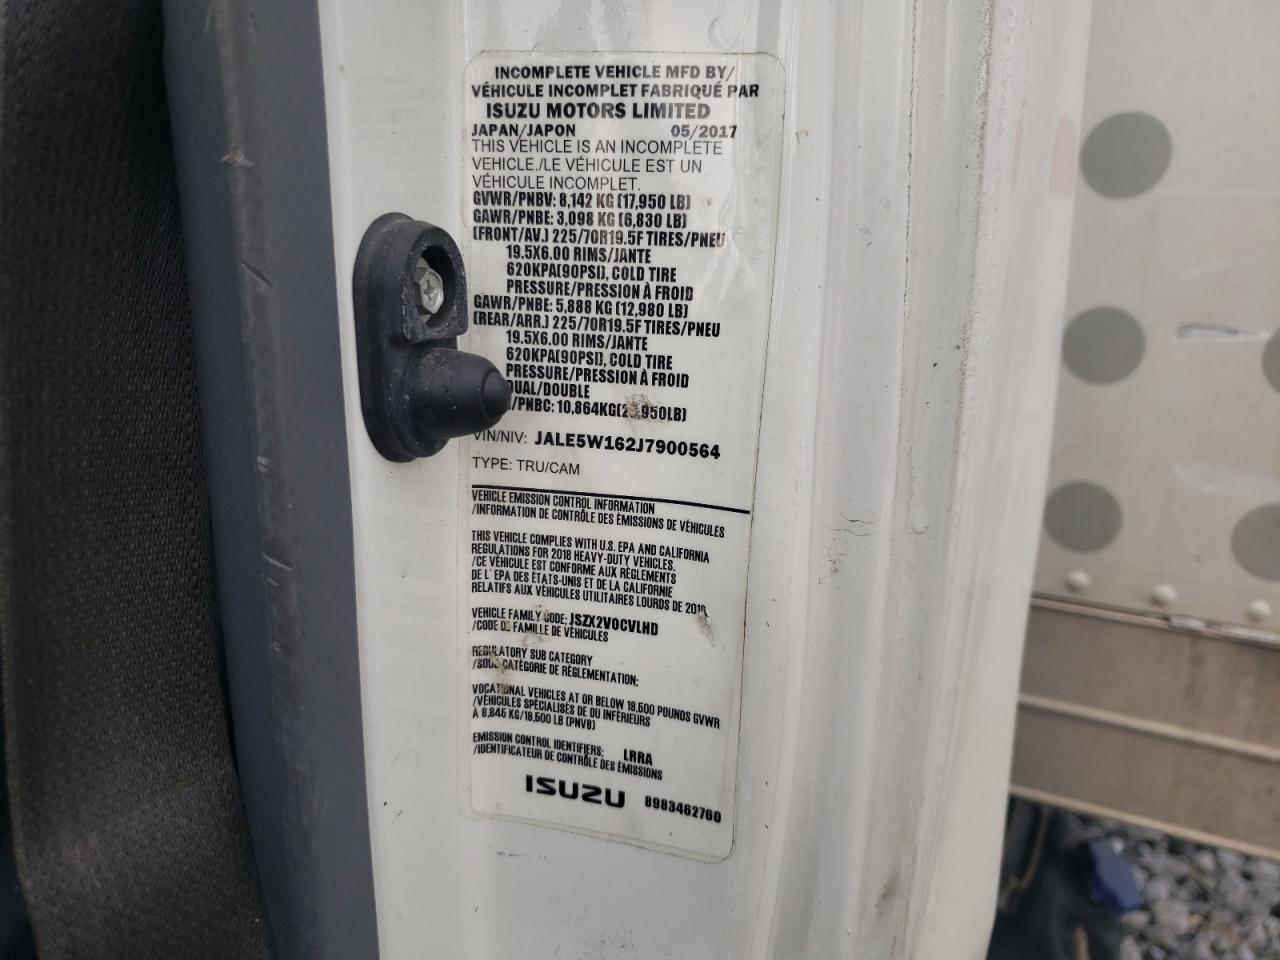 INCOMPLETE VEHICLE MFD BY/
VÉHICULE INCOMPLET FABRIQUÉ PAR
ISUZU MOTORS LIMITED
JAPAN/JAPON 05/2017
THIS VEHICLE IS AN INCOMPLETE
VEHICLE./LE VÉHICULE EST UN
VÉHICULE INCOMPLET.
GVWR/PNBV: 8,142 KG (17,950 LB)
GAWR/PNBE: 3,098 KG (6,830 LB)
(FRONT/AV.) 225/70R19.5F TIRES/PNEU
19.5X6.00 RIMS/JANTE
620KPA(90PSI), COLD TIRE
PRESSURE/PRESSION À FROID
GAWR/PNBE: 5,888 KG (12,980 LB)
(REAR/ARR.) 225/70R19.5F TIRES/PNEU
19.5X6.00 RIMS/JANTE
620KPA(90PSI), COLD TIRE
PRESSURE/PRESSION À FROID
DUAL/DOUBLE
/PNBC: 10,864KG
VIN/NIV: JALE5W162J7900564
TYPE: TRU/CAM
VEHICLE EMISSION CONTROL INFORMATION
/INFORMATION DE CONTRÔLE DES ÉMISSIONS DE VÉHICULES
THIS VEHICLE COMPLIES WITH U.S. EPA AND CALIFORNIA
REGULATIONS FOR 2018 HEAVY-DUTY VEHICLES.
/CE VÉHICULE EST CONFORME AUX RÈGLEMENTS
DE L' EPA DES ÉTATS-UNIS ET DE LA CALIFORNIE
RELATIFS AUX VÉHICULES UTILITAIRES LOURDS DE 2018
VEHICLE FAMILY CODE: JSZX2VOCVLHD
/CODE DE FAMILLE DE VÉHICULES
REGULATORY SUB CATEGORY
/SOUS CATÉGORIE DE RÈGLEMENTATION:
VOCATIONAL VEHICLES AT OR BELOW 19,500 POUNDS GVWR
/VÉHICULES SPÉCIALISÉS DE OU INFÉRIEURS
À 8,845 KG/19,500 LB (PNVB)
EMISSION CONTROL IDENTIFIERS: LRRA
/IDENTIFICATEUR DE CONTRÔLE DES ÉMISSIONS
ISUZU 8983462760